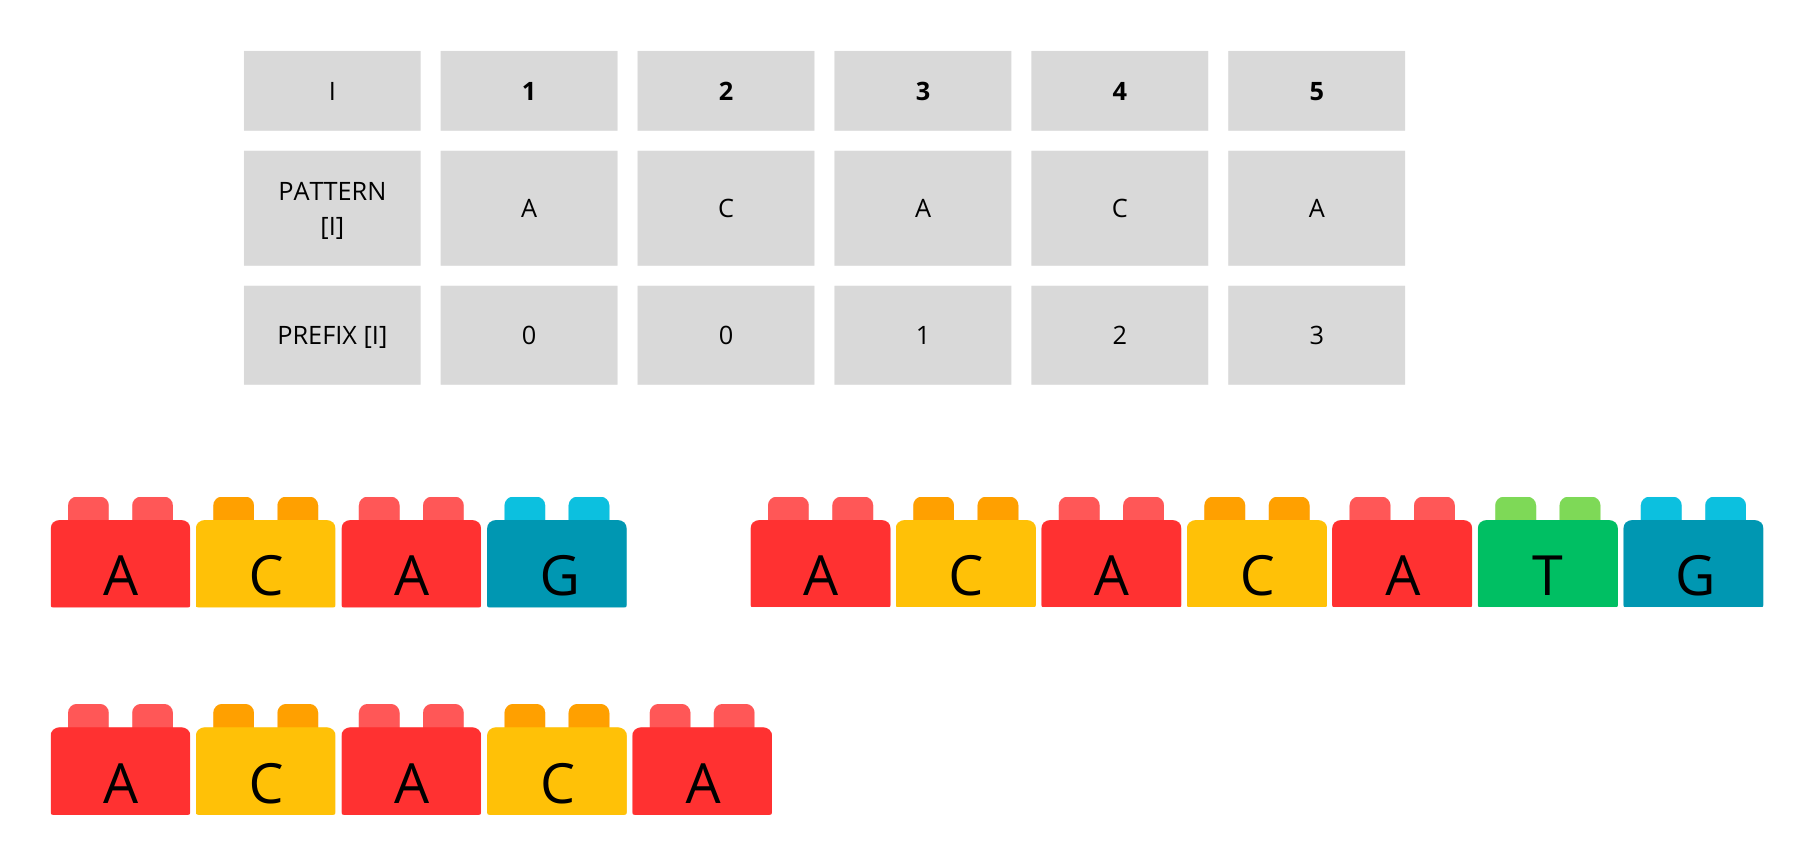 I 1 2 3 4 5
PATTERN
[I] A C A C A
PREFIX [I] 0 0 1 2 3
A C A G A C A C A T G
A C A C A